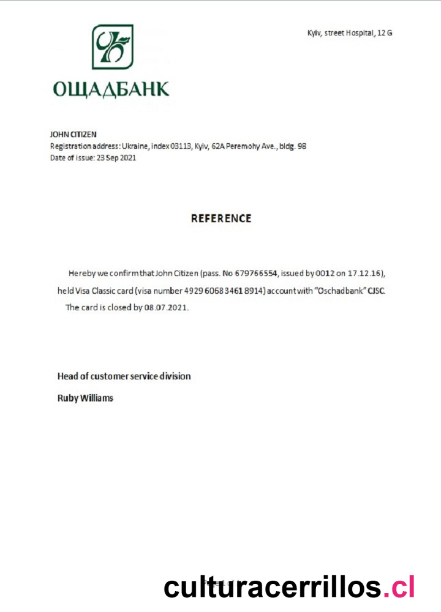 Kyiv, street Hospital, 12 G
ОЩАДБАНК
JOHN CITIZEN
Registration address: Ukraine, index 03113, Kyiv, 62A Peremohy Ave., bldg. 98
Date of issue: 23 Sep 2021
REFERENCE
Hereby we confirm that John Citizen (pass. No 679766554, issued by 0012 on 17.12.16),
held Visa Classic card (visa number 4929 6068 3461 8914) account with “Oschadbank” CJSC.
The card is closed by 08.07.2021.
Head of customer service division
Ruby Williams
culturacerrillos.cl